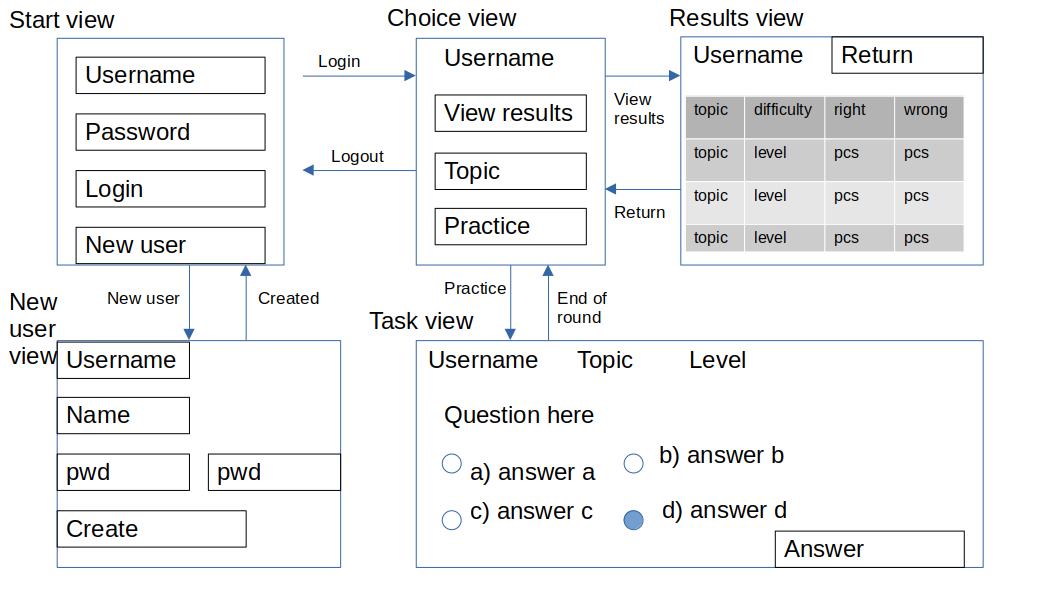 Start view
Username
Password
Login
New user
Login
Logout
Choice view
Username
View results
Topic
Practice
View
results
Return
Results view
Username
Return
topic difficulty right wrong
topic level pcs pcs
topic level pcs pcs
topic level pcs pcs
New user
Created
New
user
view
Username
Name
pwd pwd
Create
Practice
End of
round
Task view
Username Topic Level
Question here
a) answer a
b) answer b
c) answer c
d) answer d
Answer